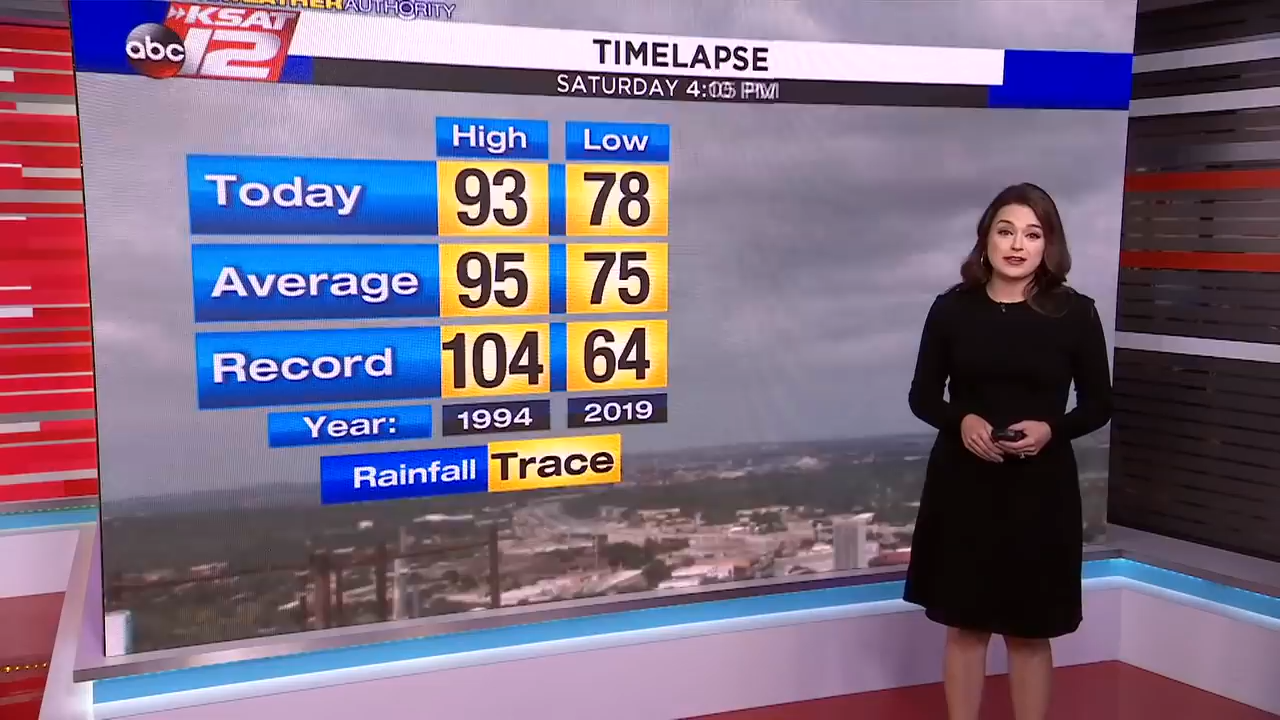 WEATHER AUTHORITY
KSAT
abc 12
TIMELAPSE
SATURDAY 4:05 PM
High Low
Today 93 78
Average 95 75
Record 104 64
Year: 1994 2019
Rainfall Trace